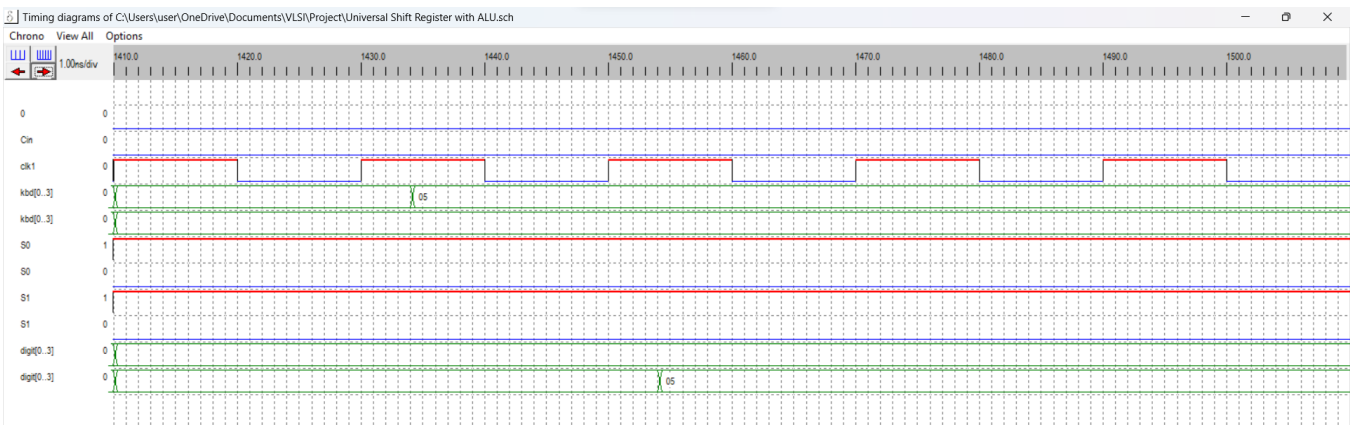 Timing diagrams of C:\Users\user\OneDrive\Documents\VLSI\Project\Universal Shift Register with ALU.sch
Chrono View All Options
1.00ns/div 1410.0 1420.0 1430.0 1440.0 1450.0 1460.0 1470.0 1480.0 1490.0 1500.0
0 0
Cin 0
clk1 0
kbd[0..3] 0 05
kbd[0..3] 0
S0 1
S0 0
S1 1
S1 0
digit[0..3] 0
digit[0..3] 0 05